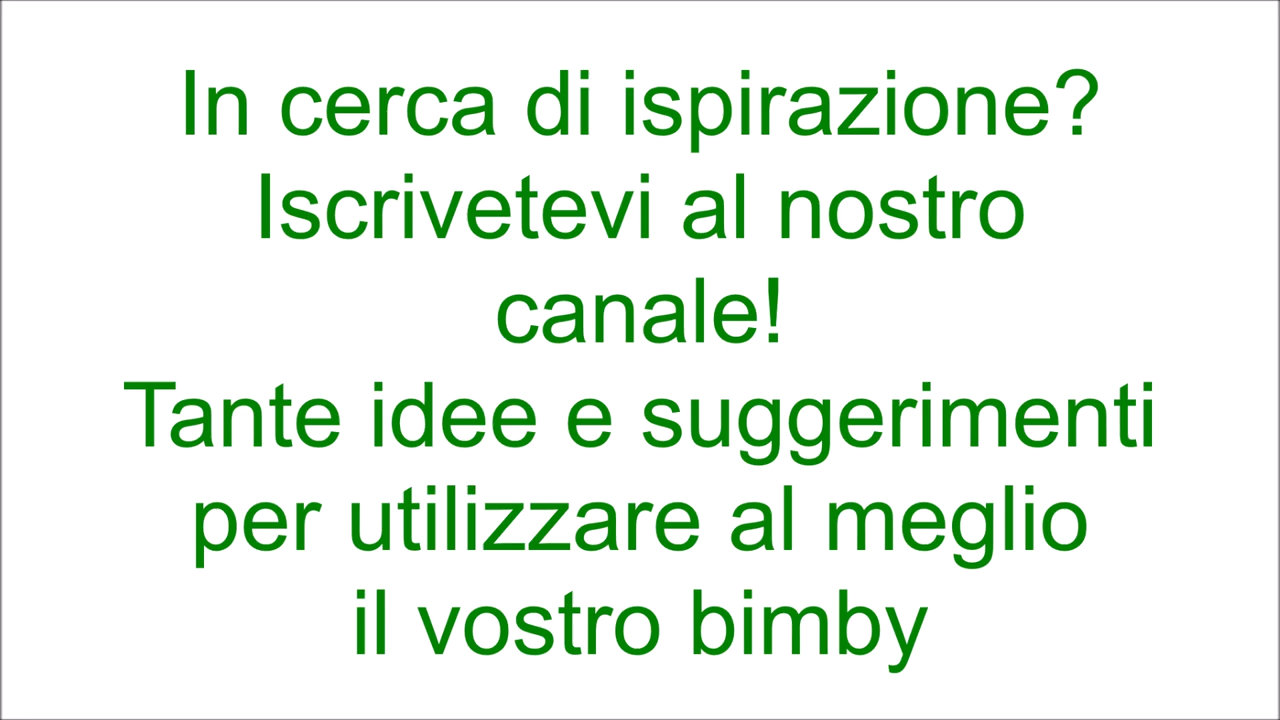 In cerca di ispirazione?
Iscrivetevi al nostro
canale!
Tante idee e suggerimenti
per utilizzare al meglio
il vostro bimby